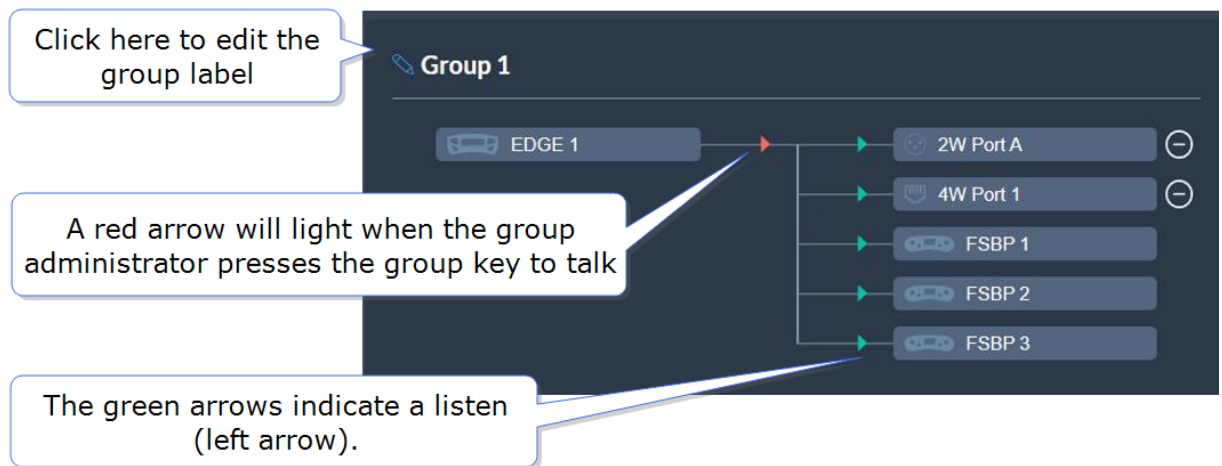 Click here to edit the
group label
Group 1
EDGE 1
2W Port A
4W Port 1
A red arrow will light when the group
administrator presses the group key to talk
FSBP 1
FSBP 2
FSBP 3
The green arrows indicate a listen
(left arrow).